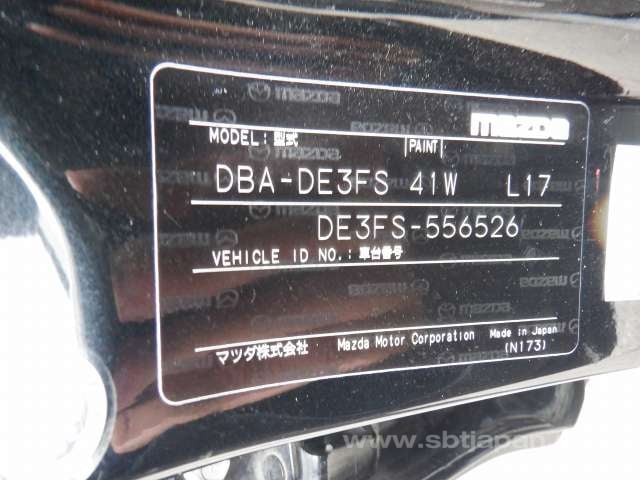 mazda
MODEL: 型式 PAINT
DBA-DE3FS 41W L17
DE3FS-556526
VEHICLE ID NO.: 車台番号
マツダ株式会社 Mazda Motor Corporation Made in Japan
(N173)
www.sbtjapan